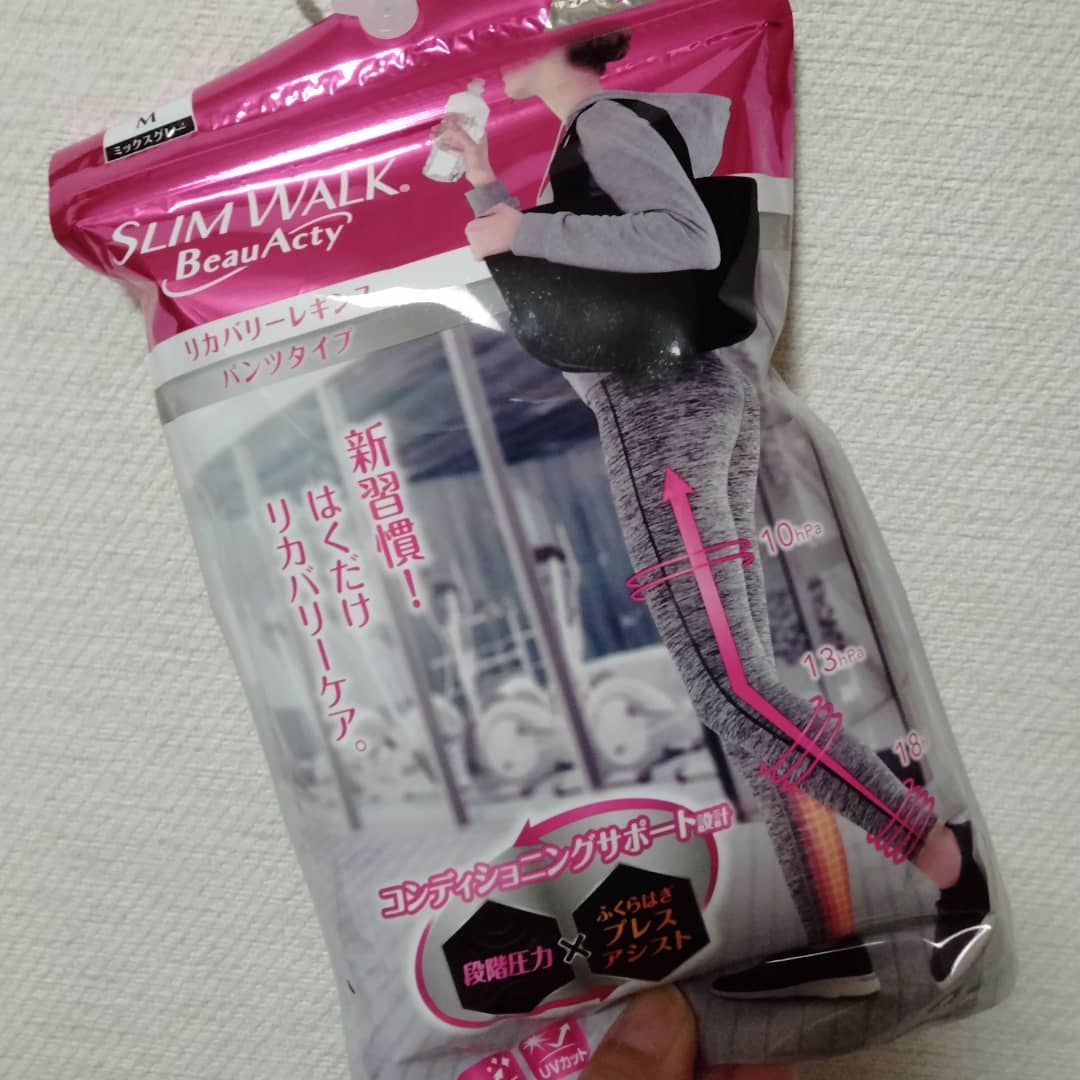 M
ミックスグレー
SLIM WALK®
BeauActy
リカバリーレギンス
パンツタイプ
新習慣!
はくだけ
リカバリーケア。
10hPa
13hPa
18
コンディショニングサポート設計
段階圧力
×
ふくらはぎ
プレス
アシスト
UVカット